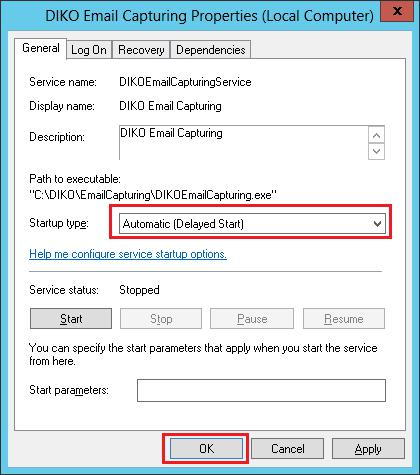 DIKO Email Capturing Properties (Local Computer)
x
General Log On Recovery Dependencies
Service name: DIKOEmailCapturingService
Display name: DIKO Email Capturing
Description: DIKO Email Capturing
Path to executable:
"C:\DIKO\EmailCapturing\DIKOEmailCapturing.exe"
Startup type: Automatic (Delayed Start)
Help me configure service startup options.
Service status: Stopped
Start Stop Pause Resume
You can specify the start parameters that apply when you start the service
from here.
Start parameters:
OK Cancel Apply